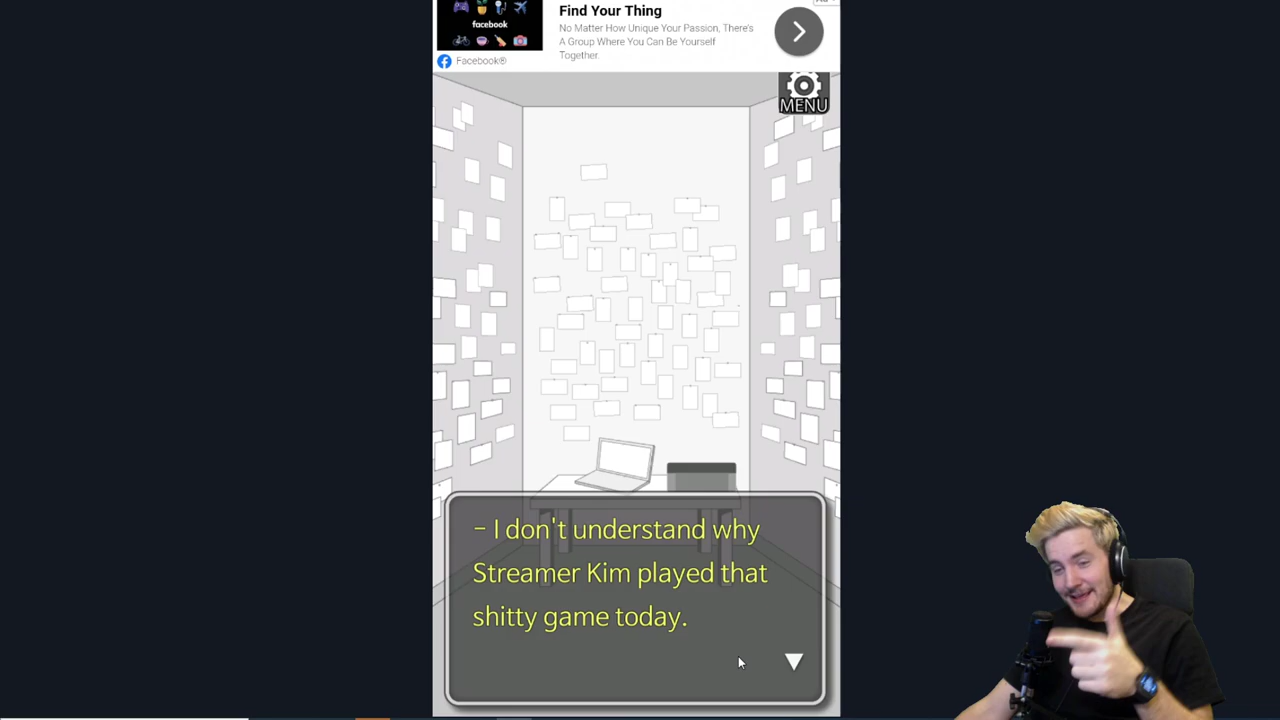 facebook
Find Your Thing
No Matter How Unique Your Passion, There's
A Group Where You Can Be Yourself
Together.
Facebook®
MENU
- I don't understand why
Streamer Kim played that
shitty game today.